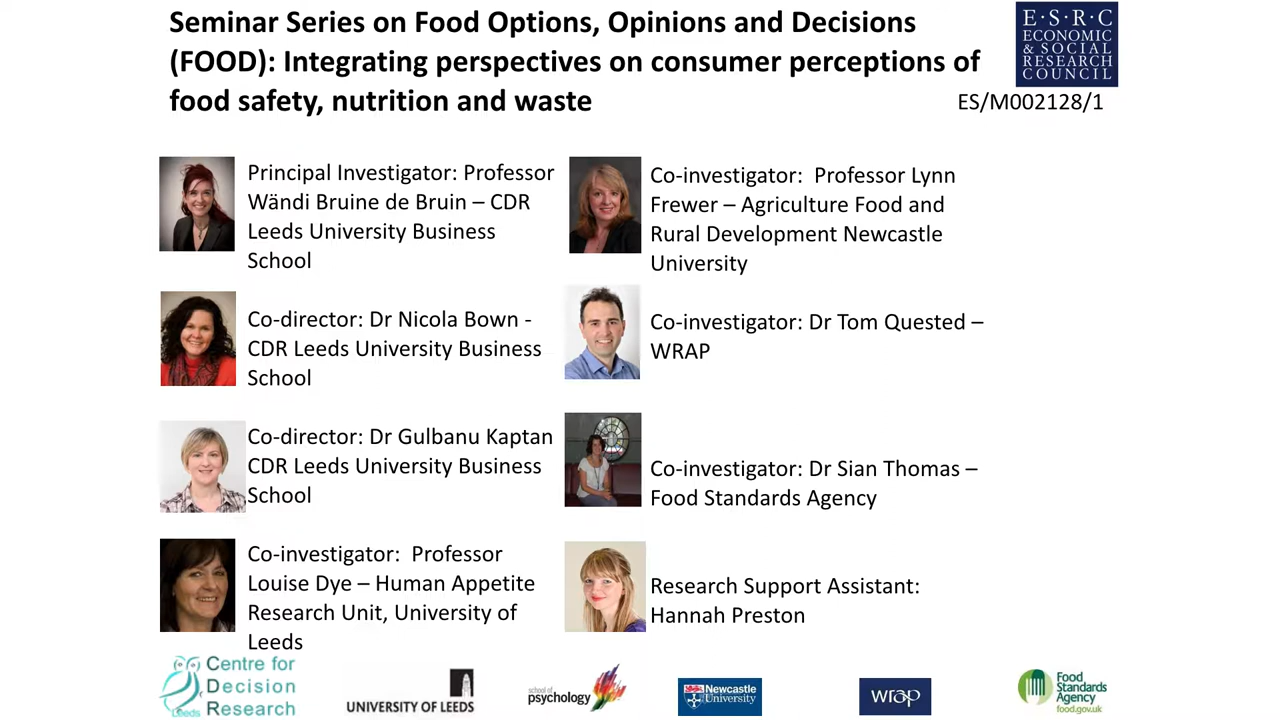 Seminar Series on Food Options, Opinions and Decisions
(FOOD): Integrating perspectives on consumer perceptions of
food safety, nutrition and waste
E·S·R·C
ECONOMIC
& SOCIAL
RESEARCH
COUNCIL
ES/M002128/1
Principal Investigator: Professor
Wändi Bruine de Bruin – CDR
Leeds University Business
School
Co-investigator:  Professor Lynn
Frewer – Agriculture Food and
Rural Development Newcastle
University
Co-director: Dr Nicola Bown -
CDR Leeds University Business
School
Co-investigator: Dr Tom Quested –
WRAP
Co-director: Dr Gulbanu Kaptan
CDR Leeds University Business
School
Co-investigator: Dr Sian Thomas –
Food Standards Agency
Co-investigator:  Professor
Louise Dye – Human Appetite
Research Unit, University of
Leeds
Research Support Assistant:
Hannah Preston
Centre for
Decision
Research
Leeds
UNIVERSITY OF LEEDS
school of
psychology
Newcastle
University
wrap
Food
Standards
Agency
food.gov.uk